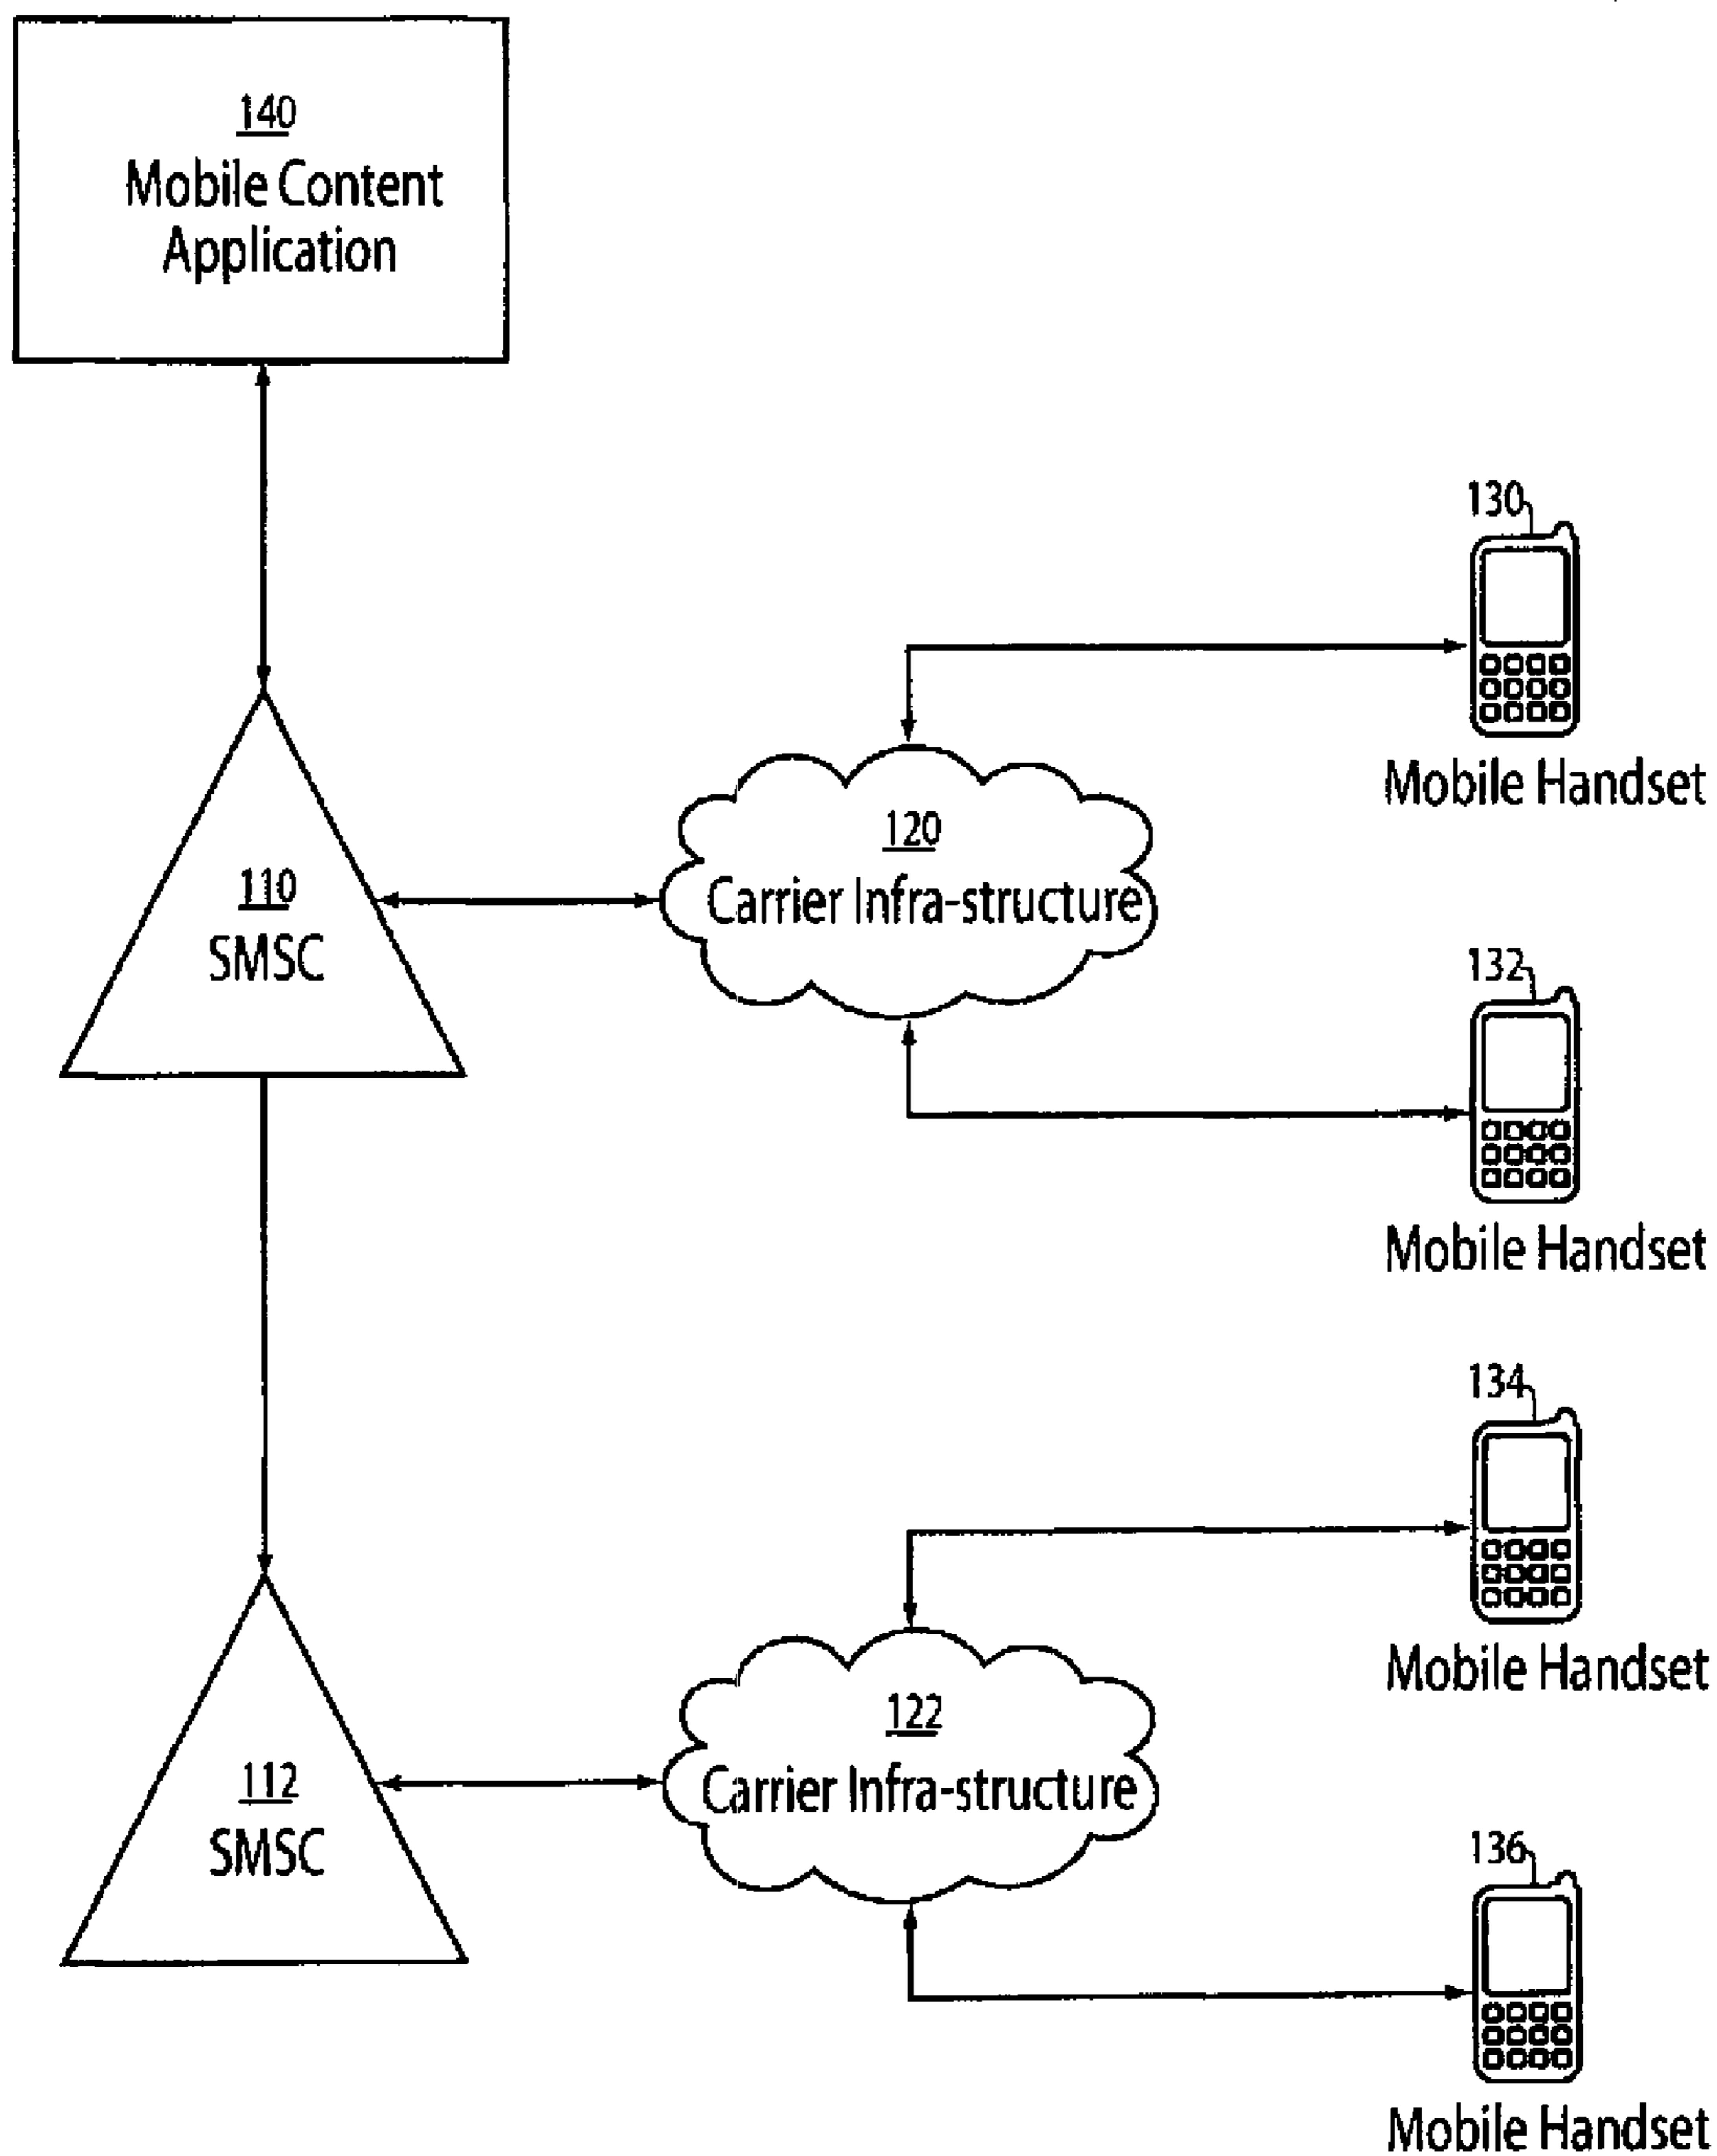 140
Mobile Content
Application
130
Mobile Handset
120
Carrier Infra-structure
110
SMSC
132
Mobile Handset
134
Mobile Handset
122
Carrier Infra-structure
112
SMSC
136
Mobile Handset